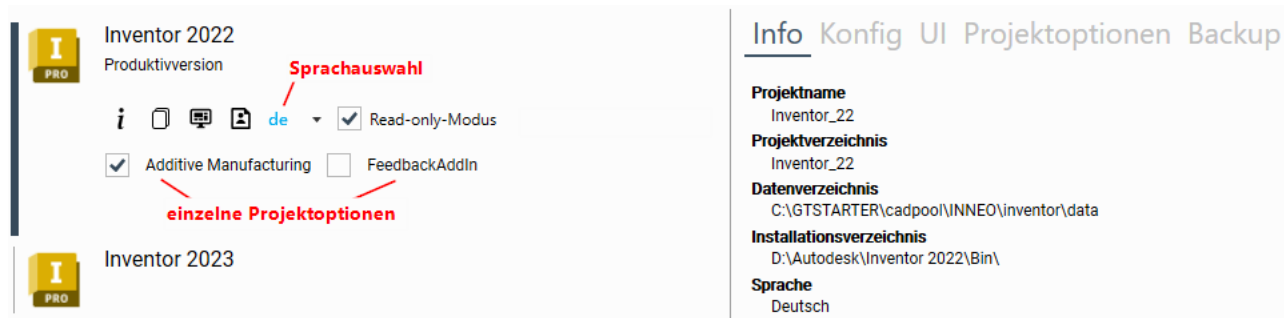 Inventor 2022
Produktivversion
Sprachauswahl
i de Read-only-Modus
Additive Manufacturing FeedbackAddIn
einzelne Projektoptionen
Inventor 2023
I
PRO
I
PRO
Info Konfig UI Projektoptionen Backup
Projektname
Inventor_22
Projektverzeichnis
Inventor_22
Datenverzeichnis
C:\GTSTARTER\cadpool\INNEO\inventor\data
Installationsverzeichnis
D:\Autodesk\Inventor 2022\Bin\
Sprache
Deutsch